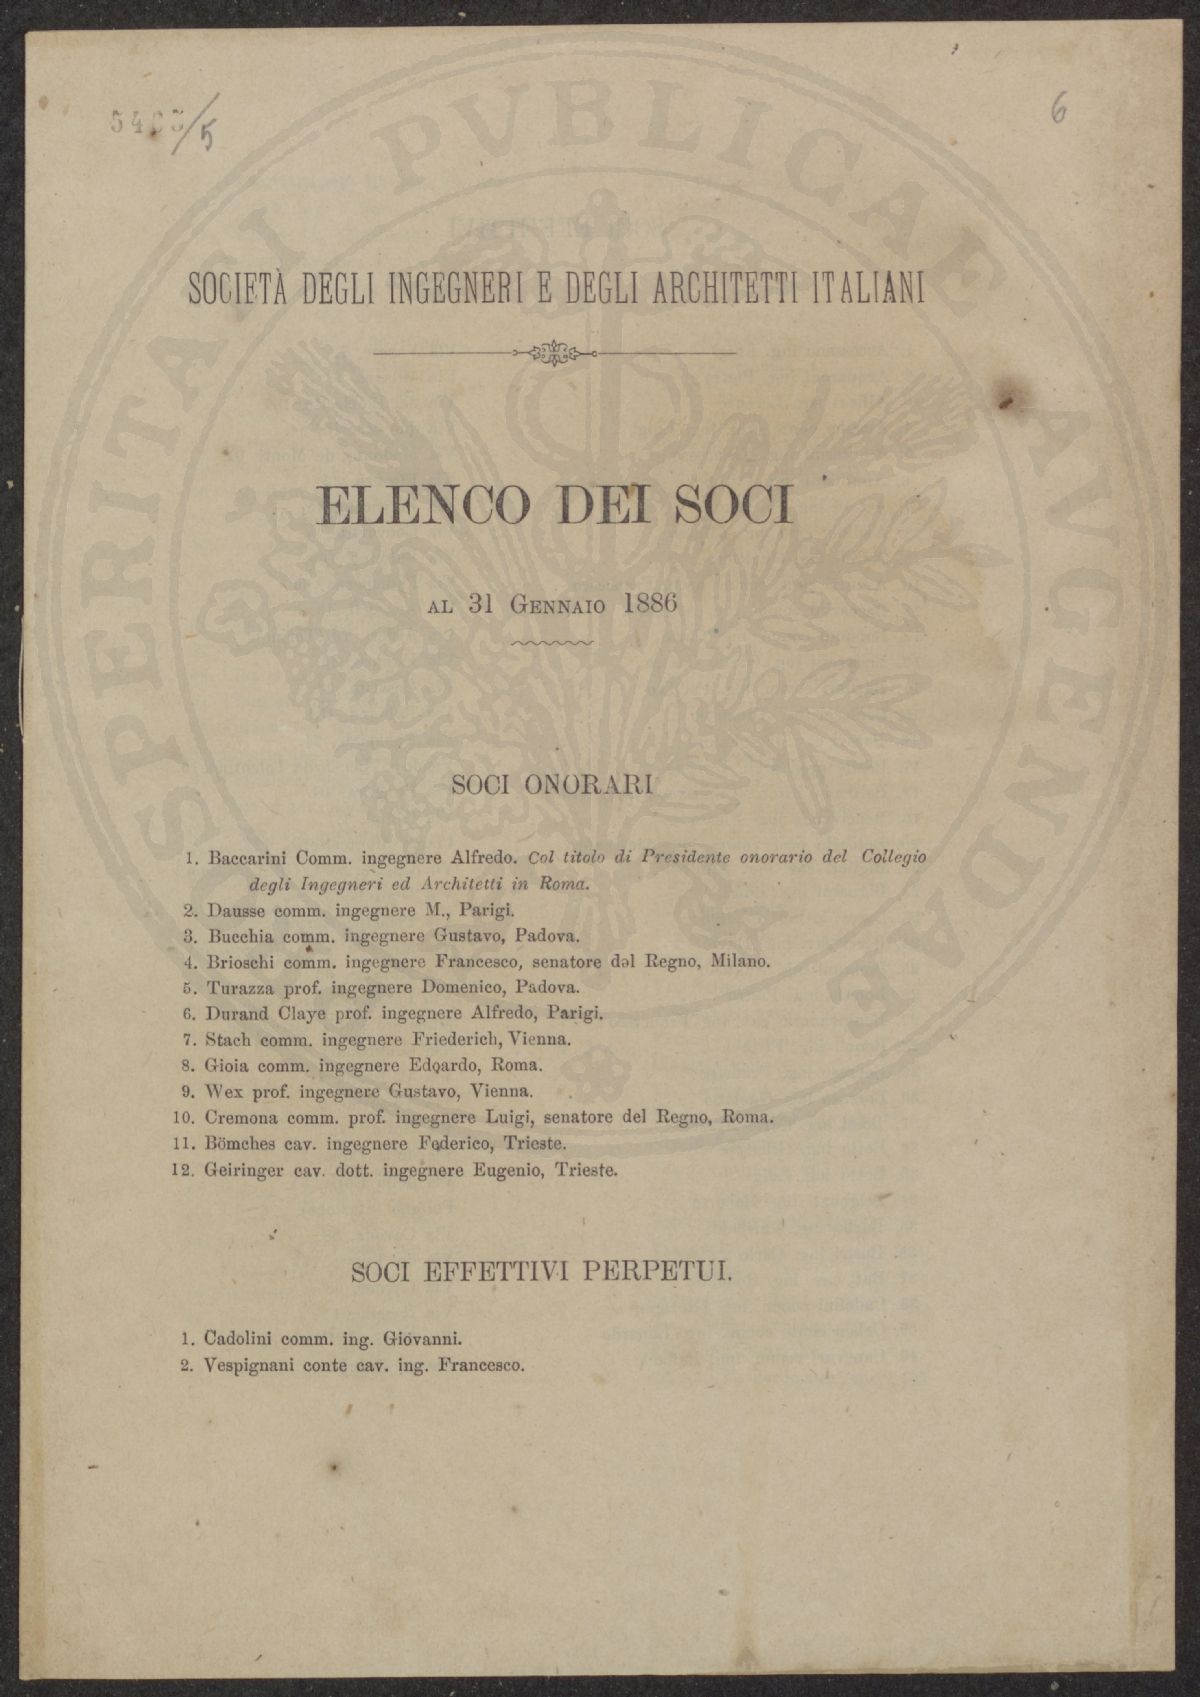 5463/5
6
SOCIETÀ DEGLI INGEGNERI E DEGLI ARCHITETTI ITALIANI
ELENCO DEI SOCI
AL 31 GENNAIO 1886
SOCI ONORARI
1. Baccarini Comm. ingegnere Alfredo. Col titolo di Presidente onorario del Collegio
degli Ingegneri ed Architetti in Roma.
2. Dausse comm. ingegnere M., Parigi.
3. Bucchia comm. ingegnere Gustavo, Padova.
4. Brioschi comm. ingegnere Francesco, senatore del Regno, Milano.
5. Turazza prof. ingegnere Domenico, Padova.
6. Durand Claye prof. ingegnere Alfredo, Parigi.
7. Stach comm. ingegnere Friederich, Vienna.
8. Gioia comm. ingegnere Edoardo, Roma.
9. Wex prof. ingegnere Gustavo, Vienna.
10. Cremona comm. prof. ingegnere Luigi, senatore del Regno, Roma.
11. Bömches cav. ingegnere Federico, Trieste.
12. Geiringer cav. dott. ingegnere Eugenio, Trieste.
SOCI EFFETTIVI PERPETUI.
1. Cadolini comm. ing. Giovanni.
2. Vespignani conte cav. ing. Francesco.
SPERITASI PVBLICAE AVGENDAE